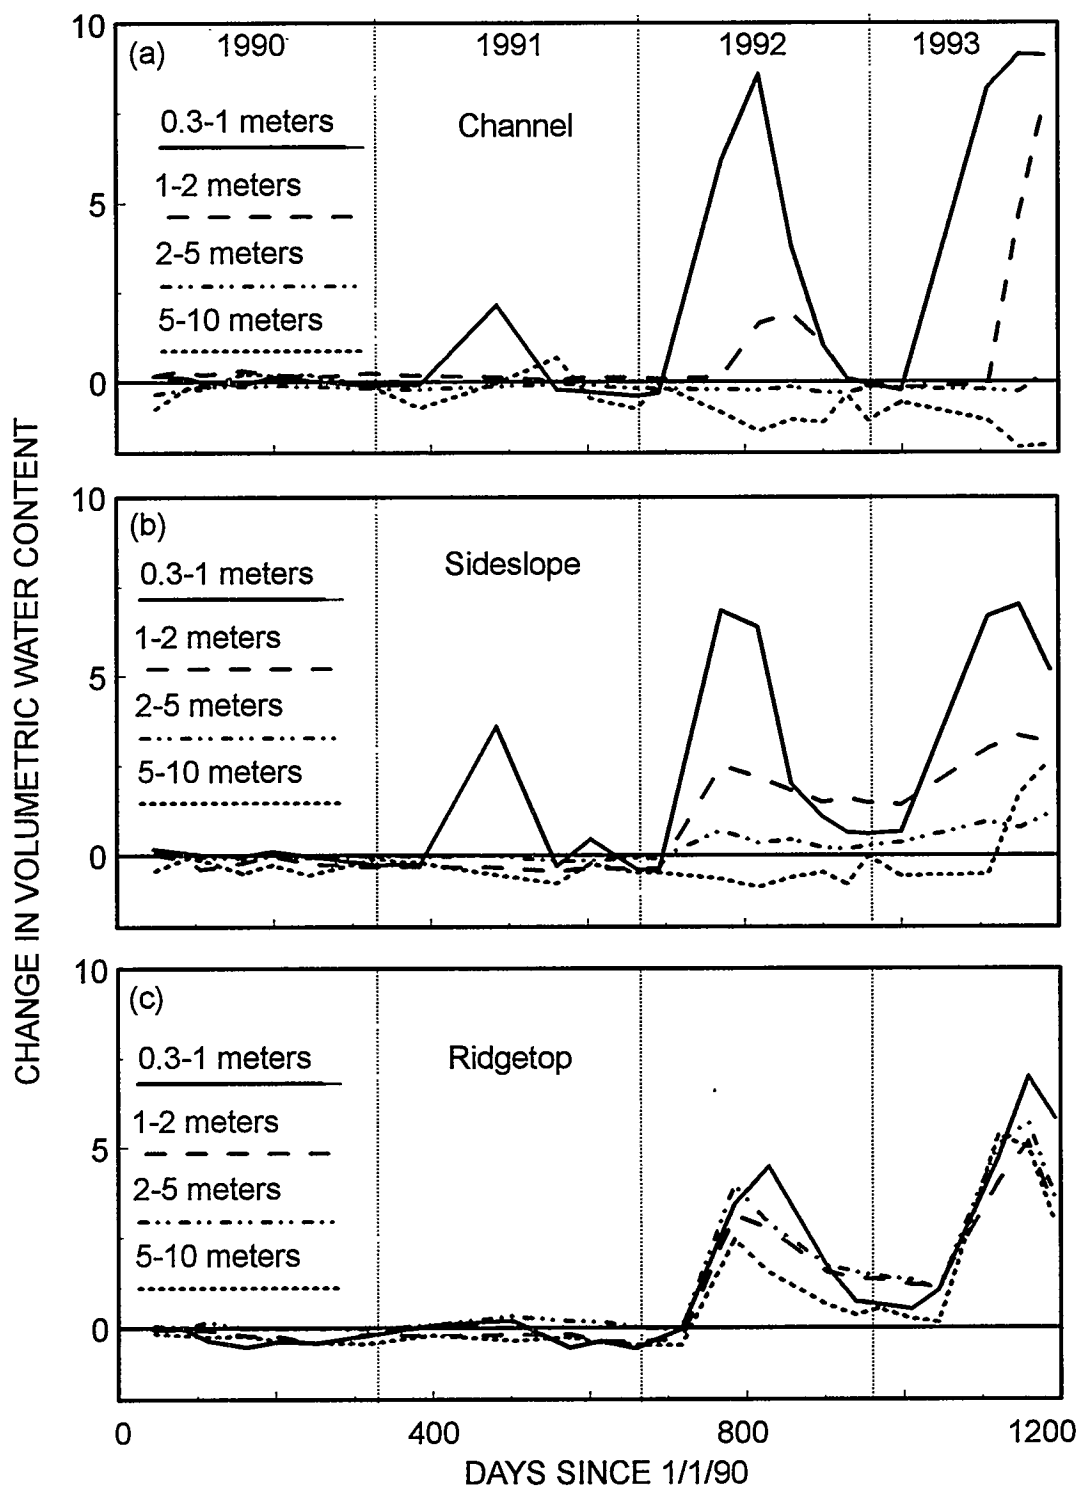 CHANGE IN VOLUMETRIC WATER CONTENT
10
(a)
1990
1991
1992
1993
0.3-1 meters
Channel
1-2 meters
5
2-5 meters
5-10 meters
0
10
(b)
Sideslope
0.3-1 meters
1-2 meters
5
2-5 meters
5-10 meters
0
10
(c)
Ridgetop
0.3-1 meters
1-2 meters
5
2-5 meters
5-10 meters
0
0 400 800 1200
DAYS SINCE 1/1/90